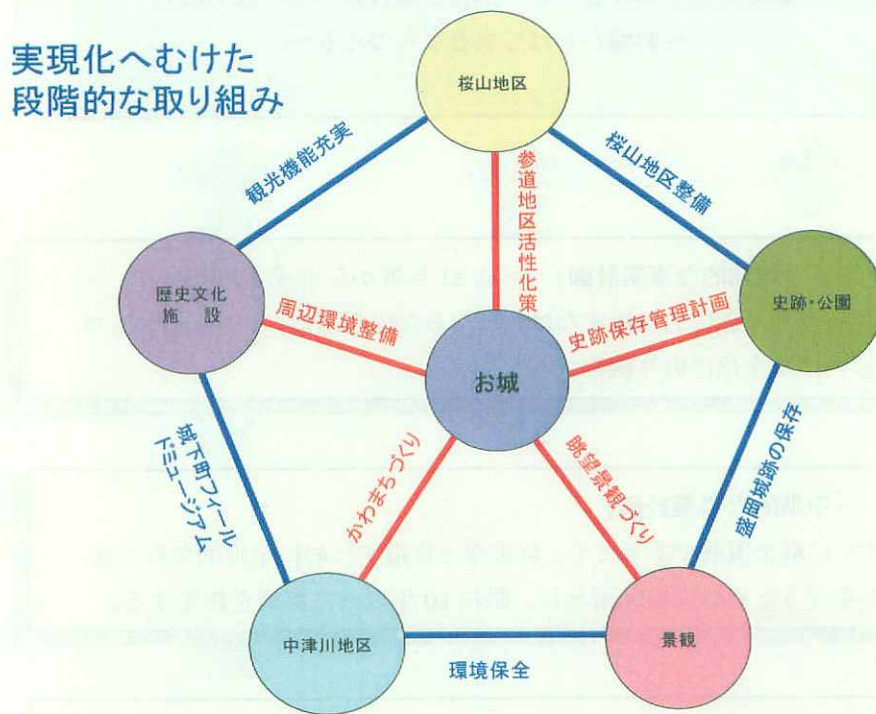 実現化へむけた
段階的な取り組み
桜山地区
観光機能充実
参道地区活性化策
桜山地区整備
歴史文化
施設
周辺環境整備
史跡保存管理計画
史跡・公園
お城
城下町フィール
ドミュージアム
かわまちづくり
眺望景観づくり
盛岡城跡の保存
中津川地区
環境保全
景観